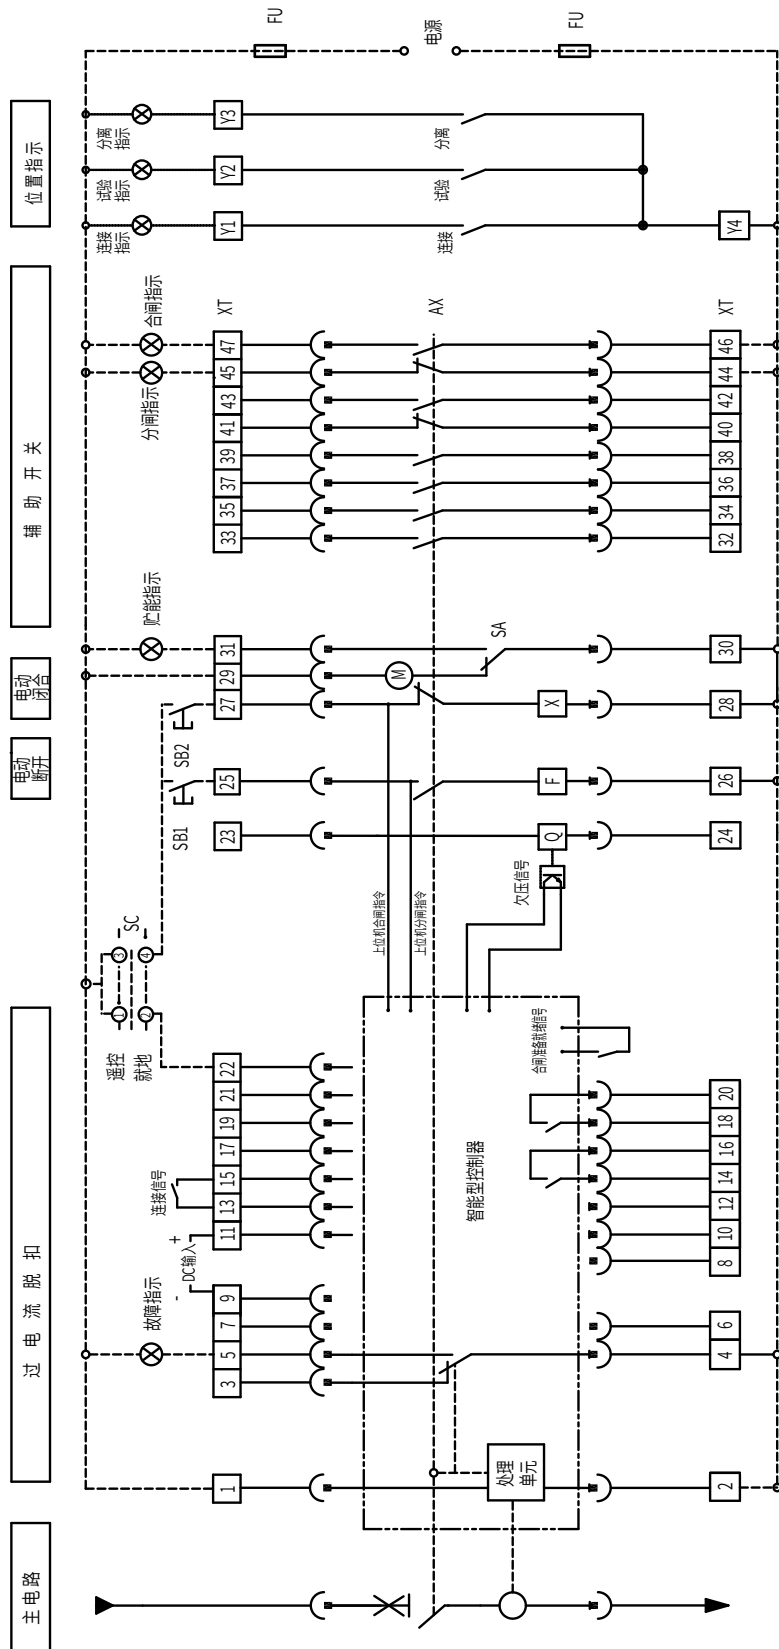 主电路
过电流脱扣
电动
断开
电动
闭合
辅助开关
位置指示
故障指示
- DC输入 +
连接信号
遥控
就地
1
2
3
4
SC
SB1
SB2
贮能指示
分闸指示
合闸指示
连接
指示
试验
指示
分离
指示
FU
1
3
5
7
9
11
13
15
17
19
21
22
23
25
27
29
31
33
35
37
39
41
43
45
47
XT
Y1
Y2
Y3
上位机合闸指令
上位机分闸指令
M
AX
连接
试验
分离
电源
智能型控制器
处理
单元
欠压信号
合闸准备就绪信号
SA
Q
F
X
FU
2
4
6
8
10
12
14
16
18
20
24
26
28
30
32
34
36
38
40
42
44
46
XT
Y4